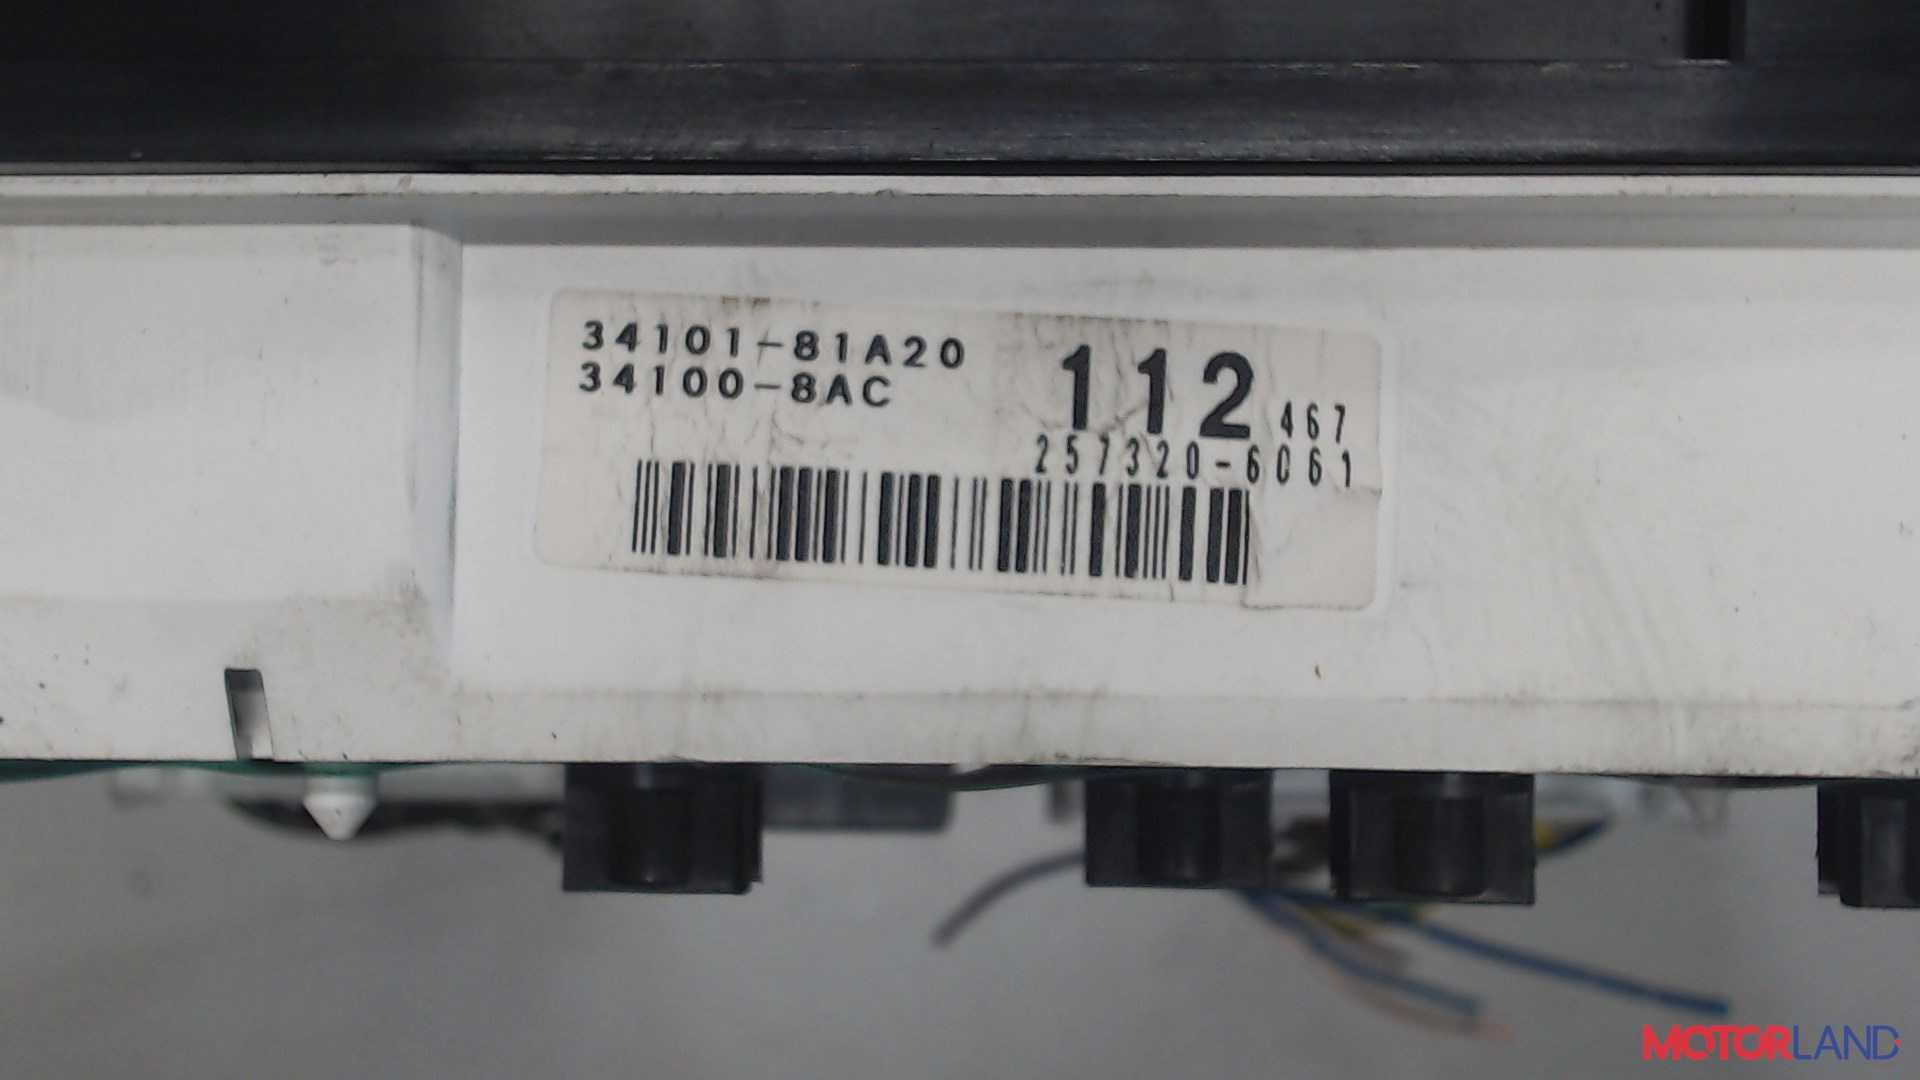 34101-81A20
34100-8AC
112 467
257320-6061
MOTORLAND